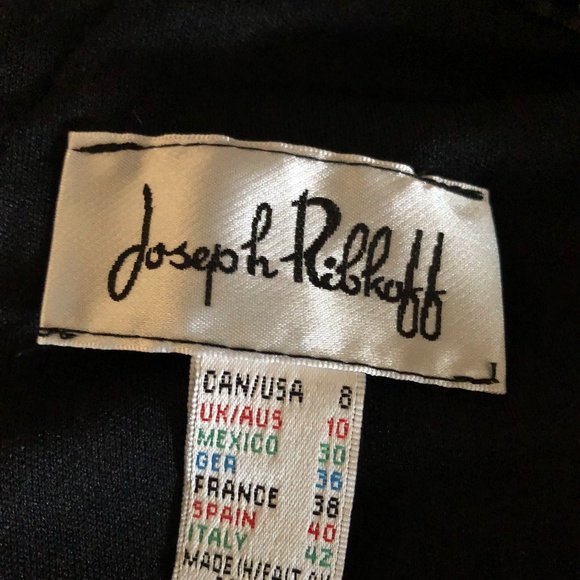 Joseph Ribkoff
CAN/USA 8
UK/AUS 10
MEXICO 30
GER 36
FRANCE 38
SPAIN 40
ITALY 42